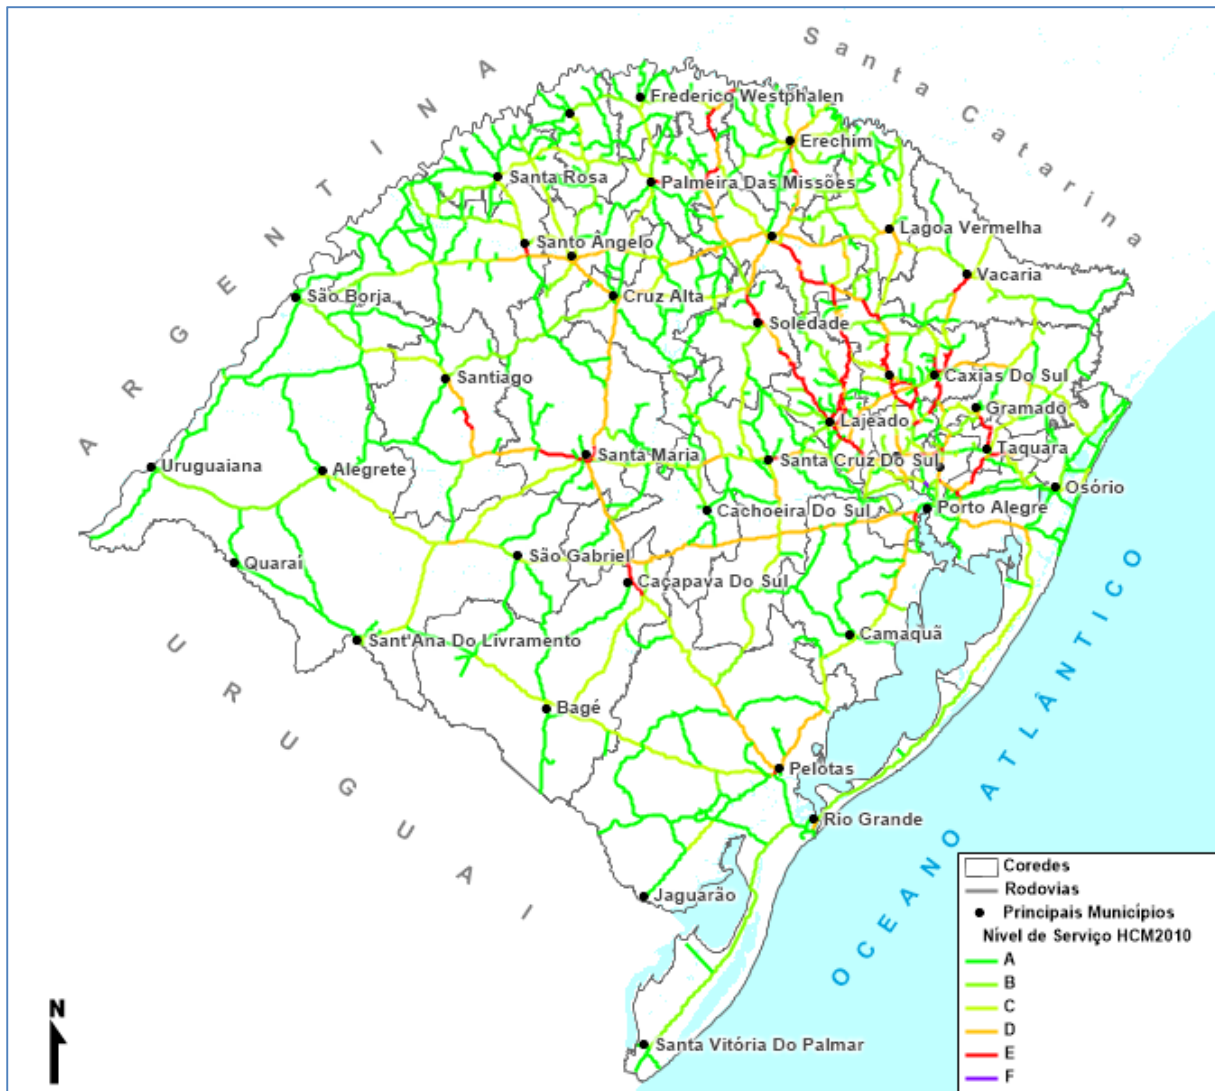 Santa Catarina
ARGENTINA
Frederico Westphalen
Erechim
Santa Rosa
Palmeira Das Missões
Lagoa Vermelha
Santo Ângelo
Vacaria
São Borja
Cruz Alta
Soledade
Santiago
Caxias Do Sul
Gramado
Lajeado
Taquara
Santa Maria
Uruguaiana
Alegrete
Santa Cruz Do Sul
Osório
Cachoeira Do Sul
Porto Alegre
São Gabriel
Quaraí
Caçapava Do Sul
Sant'Ana Do Livramento
Camaquã
URUGUAI
Bagé
Pelotas
Rio Grande
OCEANO ATLÂNTICO
Jaguarão
Santa Vitória Do Palmar
N
Coredes
Rodovias
Principais Municípios
Nível de Serviço HCM2010
A
B
C
D
E
F